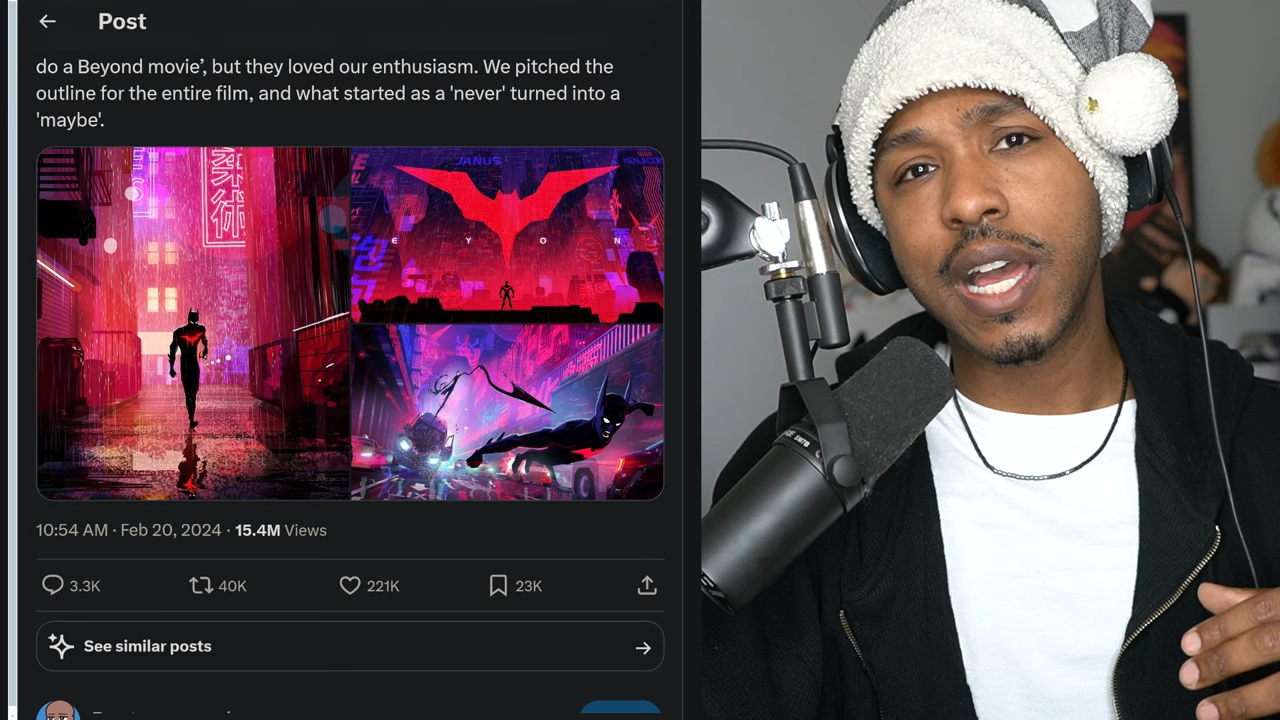 Post
do a Beyond movie’, but they loved our enthusiasm. We pitched the
outline for the entire film, and what started as a 'never' turned into a
'maybe'.
術
JANUS
E Y O N
10:54 AM · Feb 20, 2024 · 15.4M Views
3.3K 40K 221K 23K
See similar posts
SM7B